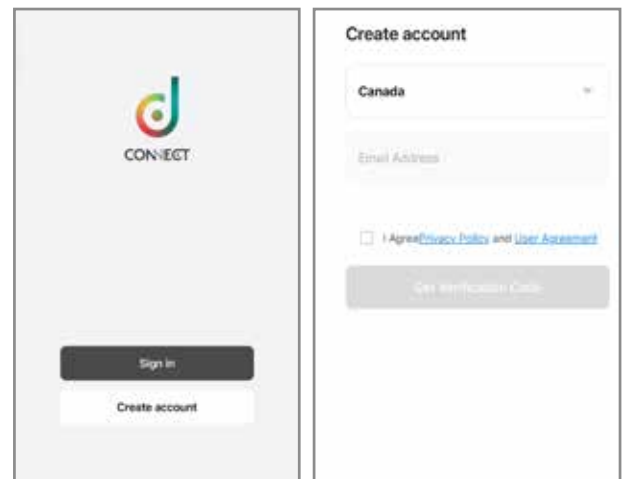 CONNECT
Sign in
Create account
Create account
Canada
Email Address
I AgreePrivacy Policy and User Agreement
Get Verification Code